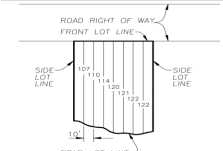 ROAD RIGHT OF WAY
FRONT LOT LINE
SIDE
LOT
LINE
SIDE
LOT
LINE
107
110
114
120
121
122
122
10'